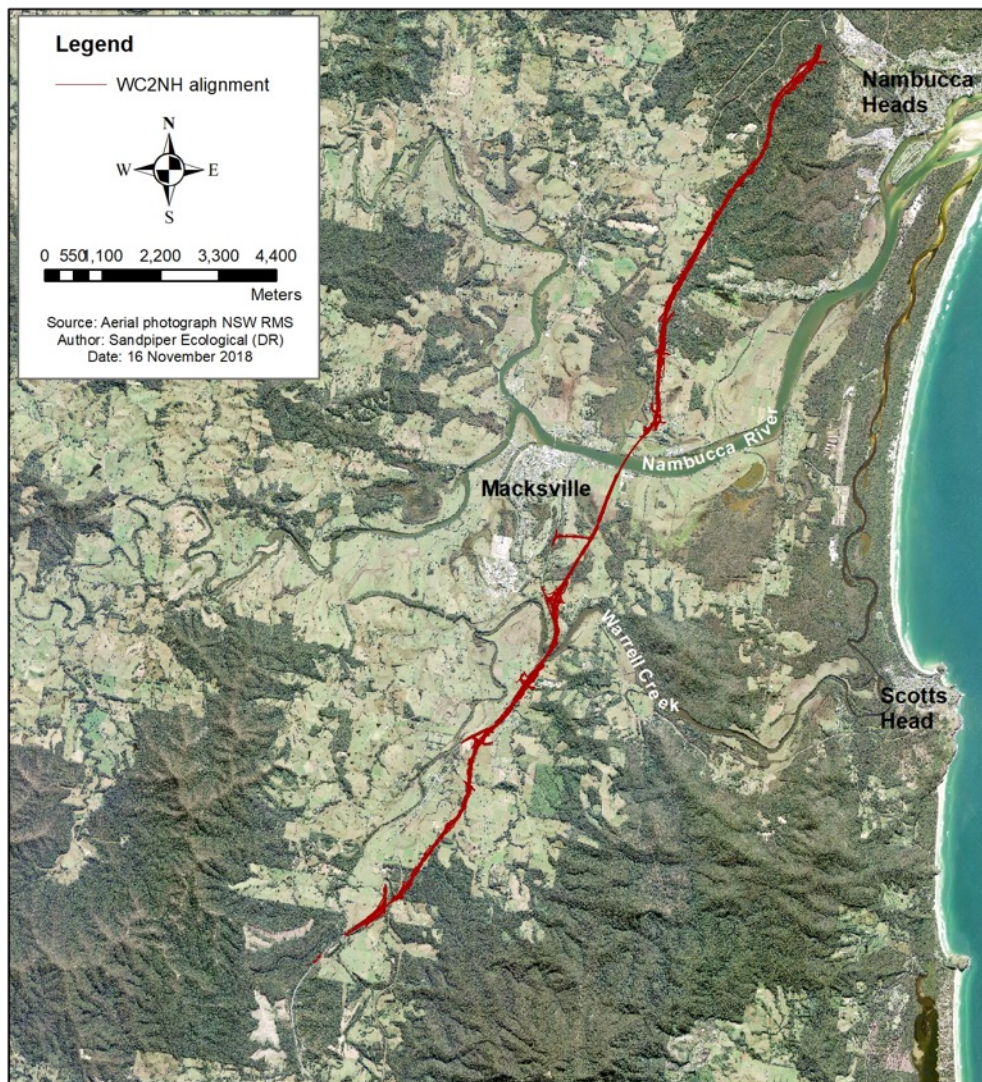 Legend
WC2NH alignment
N
W E
S
0 550 1,100 2,200 3,300 4,400
Meters
Source: Aerial photograph NSW RMS
Author: Sandpiper Ecological (DR)
Date: 16 November 2018
Nambucca
Heads
Nambucca River
Macksville
Warrell Creek
Scotts
Head